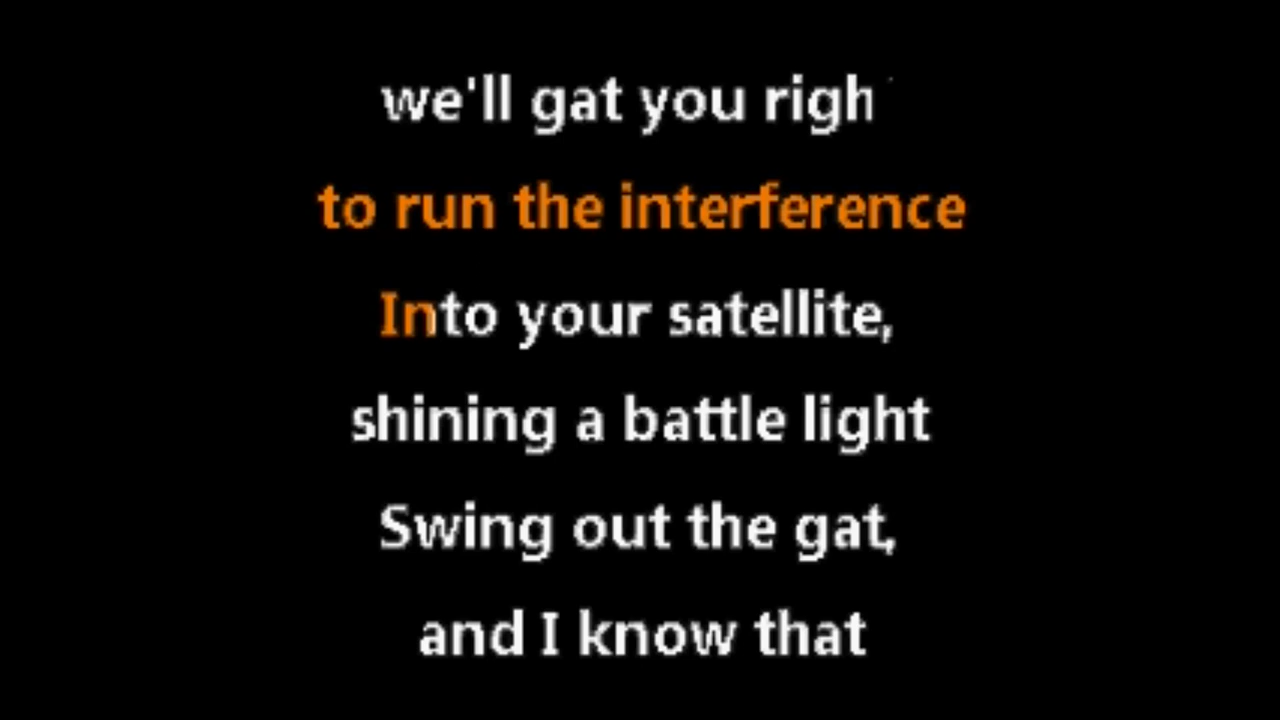 we'll gat you righ
to run the interference
Into your satellite,
shining a battle light
Swing out the gat,
and I know that